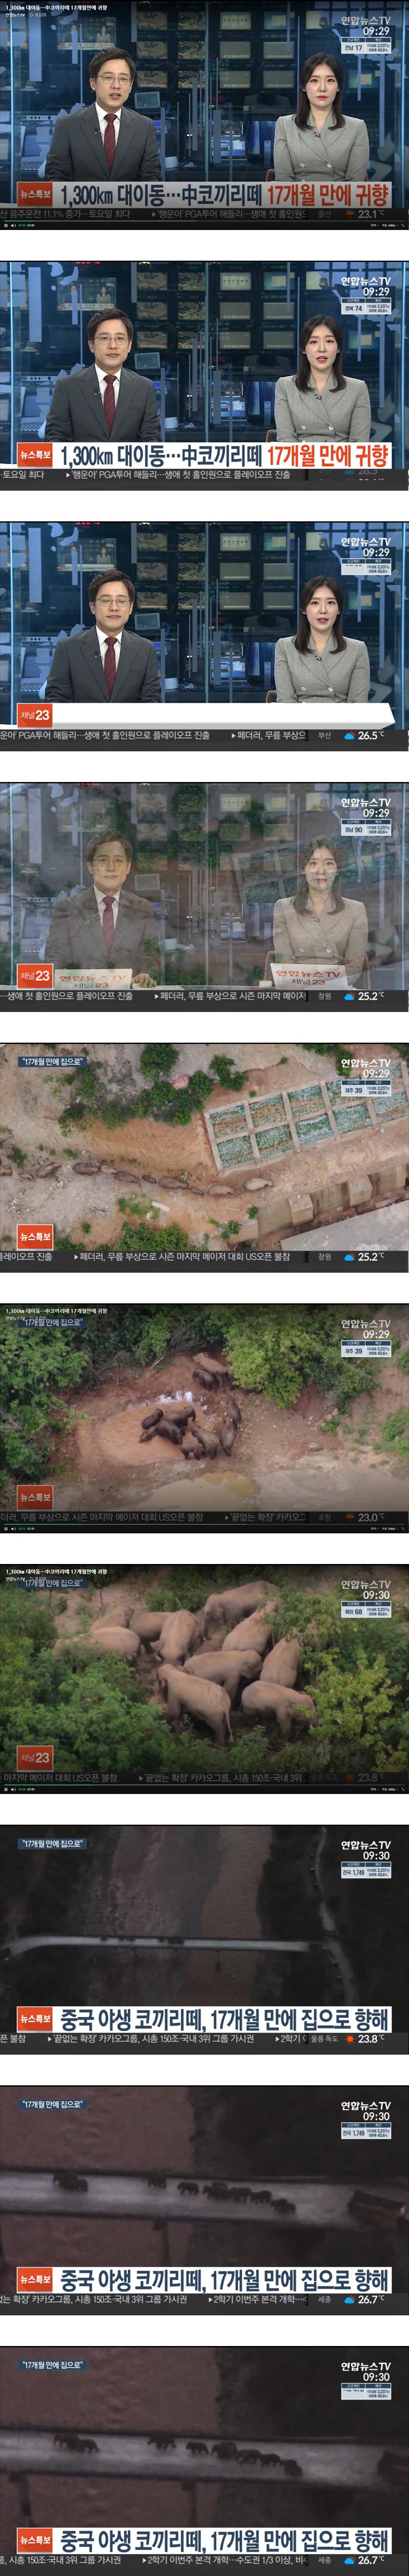 1,300km 대이동…中코끼리떼 17개월만에 귀향
연합뉴스TV
연합뉴스TV
09:29
전남 17
뉴스특보
1,300km 대이동…中코끼리떼 17개월 만에 귀향
산 음주운전 11.1% 증가…토요일 최다
▶'행운아' PGA투어 해들리…생애 첫 홀인원으
울산
23.1℃
연합뉴스TV
09:29
경북 74
뉴스특보
1,300km 대이동…中코끼리떼 17개월 만에 귀향
·토요일 최다
▶'행운아' PGA투어 해들리…생애 첫 홀인원으로 플레이오프 진출
연합뉴스TV
09:29
채널23
운아' PGA투어 해들리…생애 첫 홀인원으로 플레이오프 진출
▶페더러, 무릎 부상으
부산
26.5℃
연합뉴스TV
09:29
경남 90
채널23
연합뉴스TV
채널 23
연합뉴스TV
채널 23
…생애 첫 홀인원으로 플레이오프 진출
▶페더러, 무릎 부상으로 시즌 마지막 메이저
창원
25.2℃
"17개월 만에 집으로"
연합뉴스TV
09:29
제주 39
뉴스특보
플레이오프 진출
▶페더러, 무릎 부상으로 시즌 마지막 메이저 대회 US오픈 불참
창원
25.2℃
1,300km 대이동…中코끼리떼 17개월만에 귀향
연합뉴스TV
"17개월 만에 집으로"
연합뉴스TV
09:29
제주 39
뉴스특보
더러, 무릎 부상으로 시즌 마지막 메이저 대회 US오픈 불참
▶'끝없는 확장' 카카오그
포항
23.0℃
1,300km 대이동…中코끼리떼 17개월만에 귀향
연합뉴스TV
"17개월 만에 집으로"
연합뉴스TV
09:30
해외 68
채널23
마지막 메이저 대회 US오픈 불참
▶'끝없는 확장' 카카오그룹, 시총 150조·국내 3위
울릉 독도
23.8℃
"17개월 만에 집으로"
연합뉴스TV
09:30
전국 1,749
뉴스특보
중국 야생 코끼리떼, 17개월 만에 집으로 향해
픈 불참
▶'끝없는 확장' 카카오그룹, 시총 150조·국내 3위 그룹 가시권
▶2학기
울릉 독도
23.8℃
"17개월 만에 집으로"
연합뉴스TV
09:30
전국 1,749
뉴스특보
중국 야생 코끼리떼, 17개월 만에 집으로 향해
없는 확장' 카카오그룹, 시총 150조·국내 3위 그룹 가시권
▶2학기 이번주 본격 개학…
세종
26.7℃
"17개월 만에 집으로"
연합뉴스TV
09:30
뉴스특보
중국 야생 코끼리떼, 17개월 만에 집으로 향해
룹, 시총 150조·국내 3위 그룹 가시권
▶2학기 이번주 본격 개학…수도권 1/3 이상, 비
세종
26.7℃